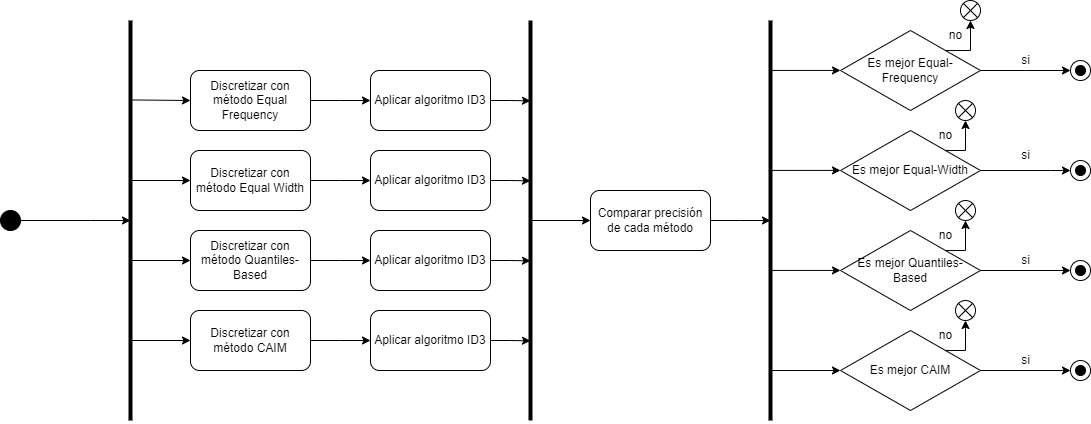 Discretizar con
método Equal
Frequency
Aplicar algoritmo ID3
Discretizar con
método Equal Width
Aplicar algoritmo ID3
Discretizar con
método Quantiles-
Based
Aplicar algoritmo ID3
Discretizar con
método CAIM
Aplicar algoritmo ID3
Comparar precisión
de cada método
no
Es mejor Equal-
Frequency
si
no
Es mejor Equal-Width
si
no
Es mejor Quantiles-
Based
si
no
Es mejor CAIM
si